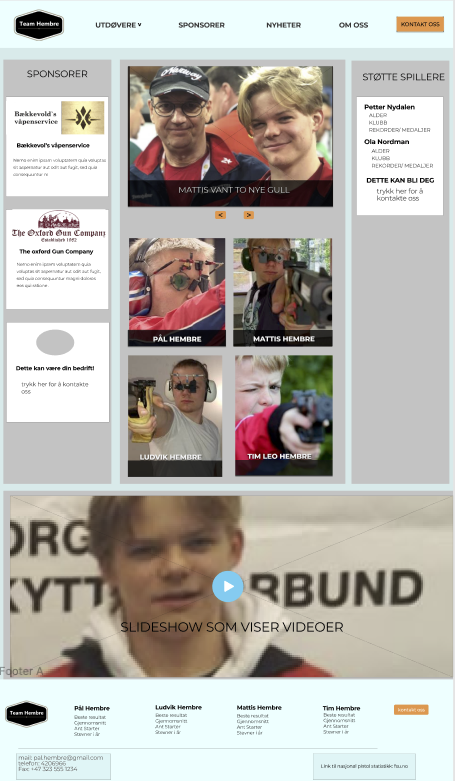 Team Hembre
UTDØVERE
SPONSORER
NYHETER
OM OSS
KONTAKT OSS
SPONSORER
Bækkevold's
våpenservice
Bækkevol's våpenservice
Nemo enim ipsam voluptatem quia voluptas
sit aspernatur aut odit aut fugit, sed quia
consequuntur m
The Oxford Gun Company
Established 1982
The oxford Gun Company
Nemo enim ipsam voluptatem quia
voluptas sit aspernatur aut odit aut fugit,
sed quia consequuntur magni dolores
eos qui ratione.
Dette kan være din bedrift!
trykk her for å kontakte
oss
Norway
MATTIS VANT TO NYE GULL
<
>
PÅL HEMBRE
MATTIS HEMBRE
LUDVIK HEMBRE
TIM LEO HEMBRE
STØTTE SPILLERE
Petter Nydalen
ALDER
KLUBB
REKORDER/ MEDALJER
Ola Nordman
ALDER
KLUBB
REKORDER/ MEDALJER
DETTE KAN BLI DEG
trykk her for å
kontakte oss
ORG
KYTT
RBUND
SLIDESHOW SOM VISER VIDEOER
Footer A
Team Hembre
Pål Hembre
Beste resultat
Gjennomsnitt
Ant Starter
Stevner i år
Ludvik Hembre
Beste resultat
Gjennomsnitt
Ant Starter
Stevner i år
Mattis Hembre
Beste resultat
Gjennomsnitt
Ant Starter
Stevner i år
Tim Hembre
Beste resultat
Gjennomsnitt
Ant Starter
Stevner i år
KONTAKT OSS
mail: pal.hembre@gmail.com
telefon: 4206966
Fax: +47 323 555 1234
Link til nasjonal pistol statistikk: fsu.no